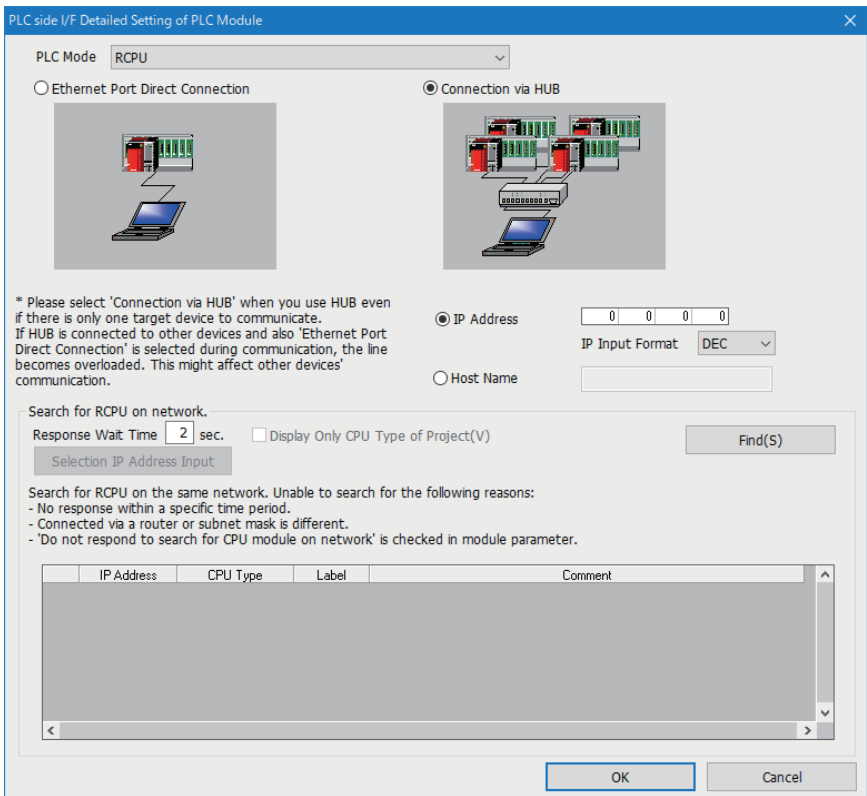 PLC side I/F Detailed Setting of PLC Module
PLC Mode RCPU
Ethernet Port Direct Connection
Connection via HUB
* Please select 'Connection via HUB' when you use HUB even
if there is only one target device to communicate.
If HUB is connected to other devices and also 'Ethernet Port
Direct Connection' is selected during communication, the line
becomes overloaded. This might affect other devices'
communication.
IP Address 0 0 0 0
IP Input Format DEC
Host Name
Search for RCPU on network.
Response Wait Time 2 sec. Display Only CPU Type of Project(V) Find(S)
Selection IP Address Input
Search for RCPU on the same network. Unable to search for the following reasons:
- No response within a specific time period.
- Connected via a router or subnet mask is different.
- 'Do not respond to search for CPU module on network' is checked in module parameter.
IP Address CPU Type Label Comment
OK Cancel